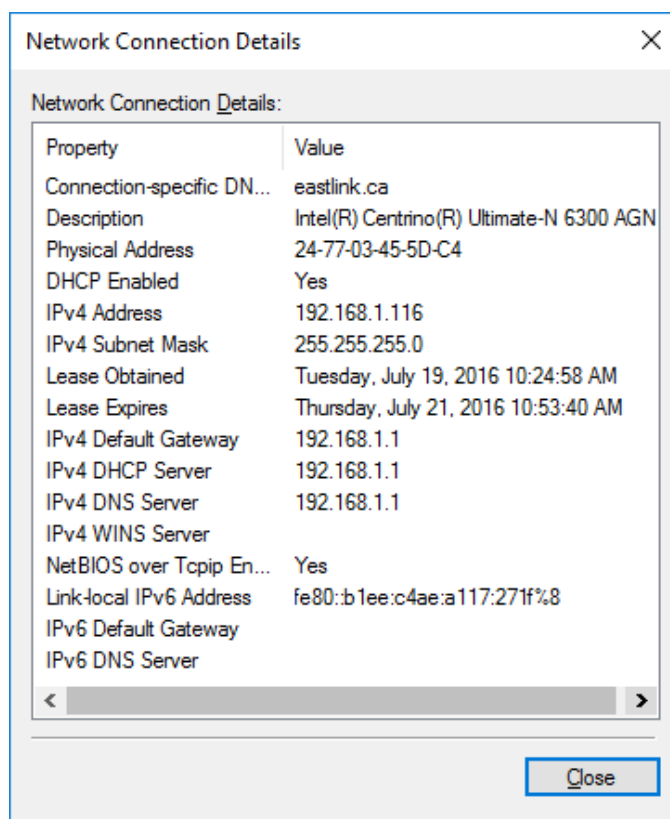 Network Connection Details
Network Connection Details:
Property Value
Connection-specific DN... eastlink.ca
Description Intel(R) Centrino(R) Ultimate-N 6300 AGN
Physical Address 24-77-03-45-5D-C4
DHCP Enabled Yes
IPv4 Address 192.168.1.116
IPv4 Subnet Mask 255.255.255.0
Lease Obtained Tuesday, July 19, 2016 10:24:58 AM
Lease Expires Thursday, July 21, 2016 10:53:40 AM
IPv4 Default Gateway 192.168.1.1
IPv4 DHCP Server 192.168.1.1
IPv4 DNS Server 192.168.1.1
IPv4 WINS Server
NetBIOS over Tcpip En... Yes
Link-local IPv6 Address fe80::b1ee:c4ae:a117:271f%8
IPv6 Default Gateway
IPv6 DNS Server
Close